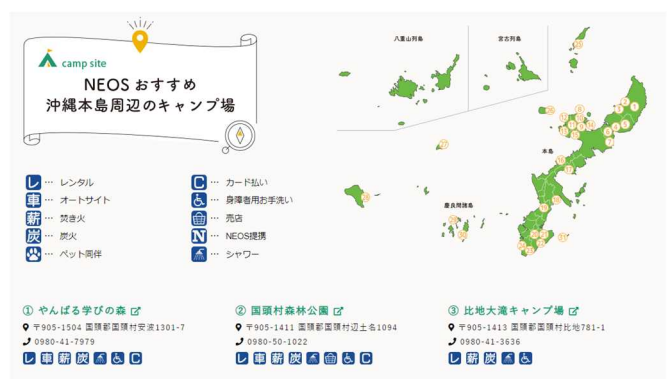 camp site
NEOS おすすめ
沖縄本島周辺のキャンプ場
八重山列島
宮古列島
本島
慶良間諸島
レ … レンタル
車 … オートサイト
薪 … 焚き火
炭 … 炭火
… ペット同伴
C … カード払い
… 身障者用お手洗い
… 売店
N … NEOS提携
… シャワー
① やんばる学びの森
〒905-1504 国頭郡国頭村安波1301-7
0980-41-7979
レ 車 薪 炭 C
② 国頭村森林公園
〒905-1411 国頭郡国頭村辺土名1094
0980-50-1022
レ 車 薪 炭 C
③ 比地大滝キャンプ場
〒905-1413 国頭郡国頭村比地781-1
0980-41-3636
レ 薪 炭